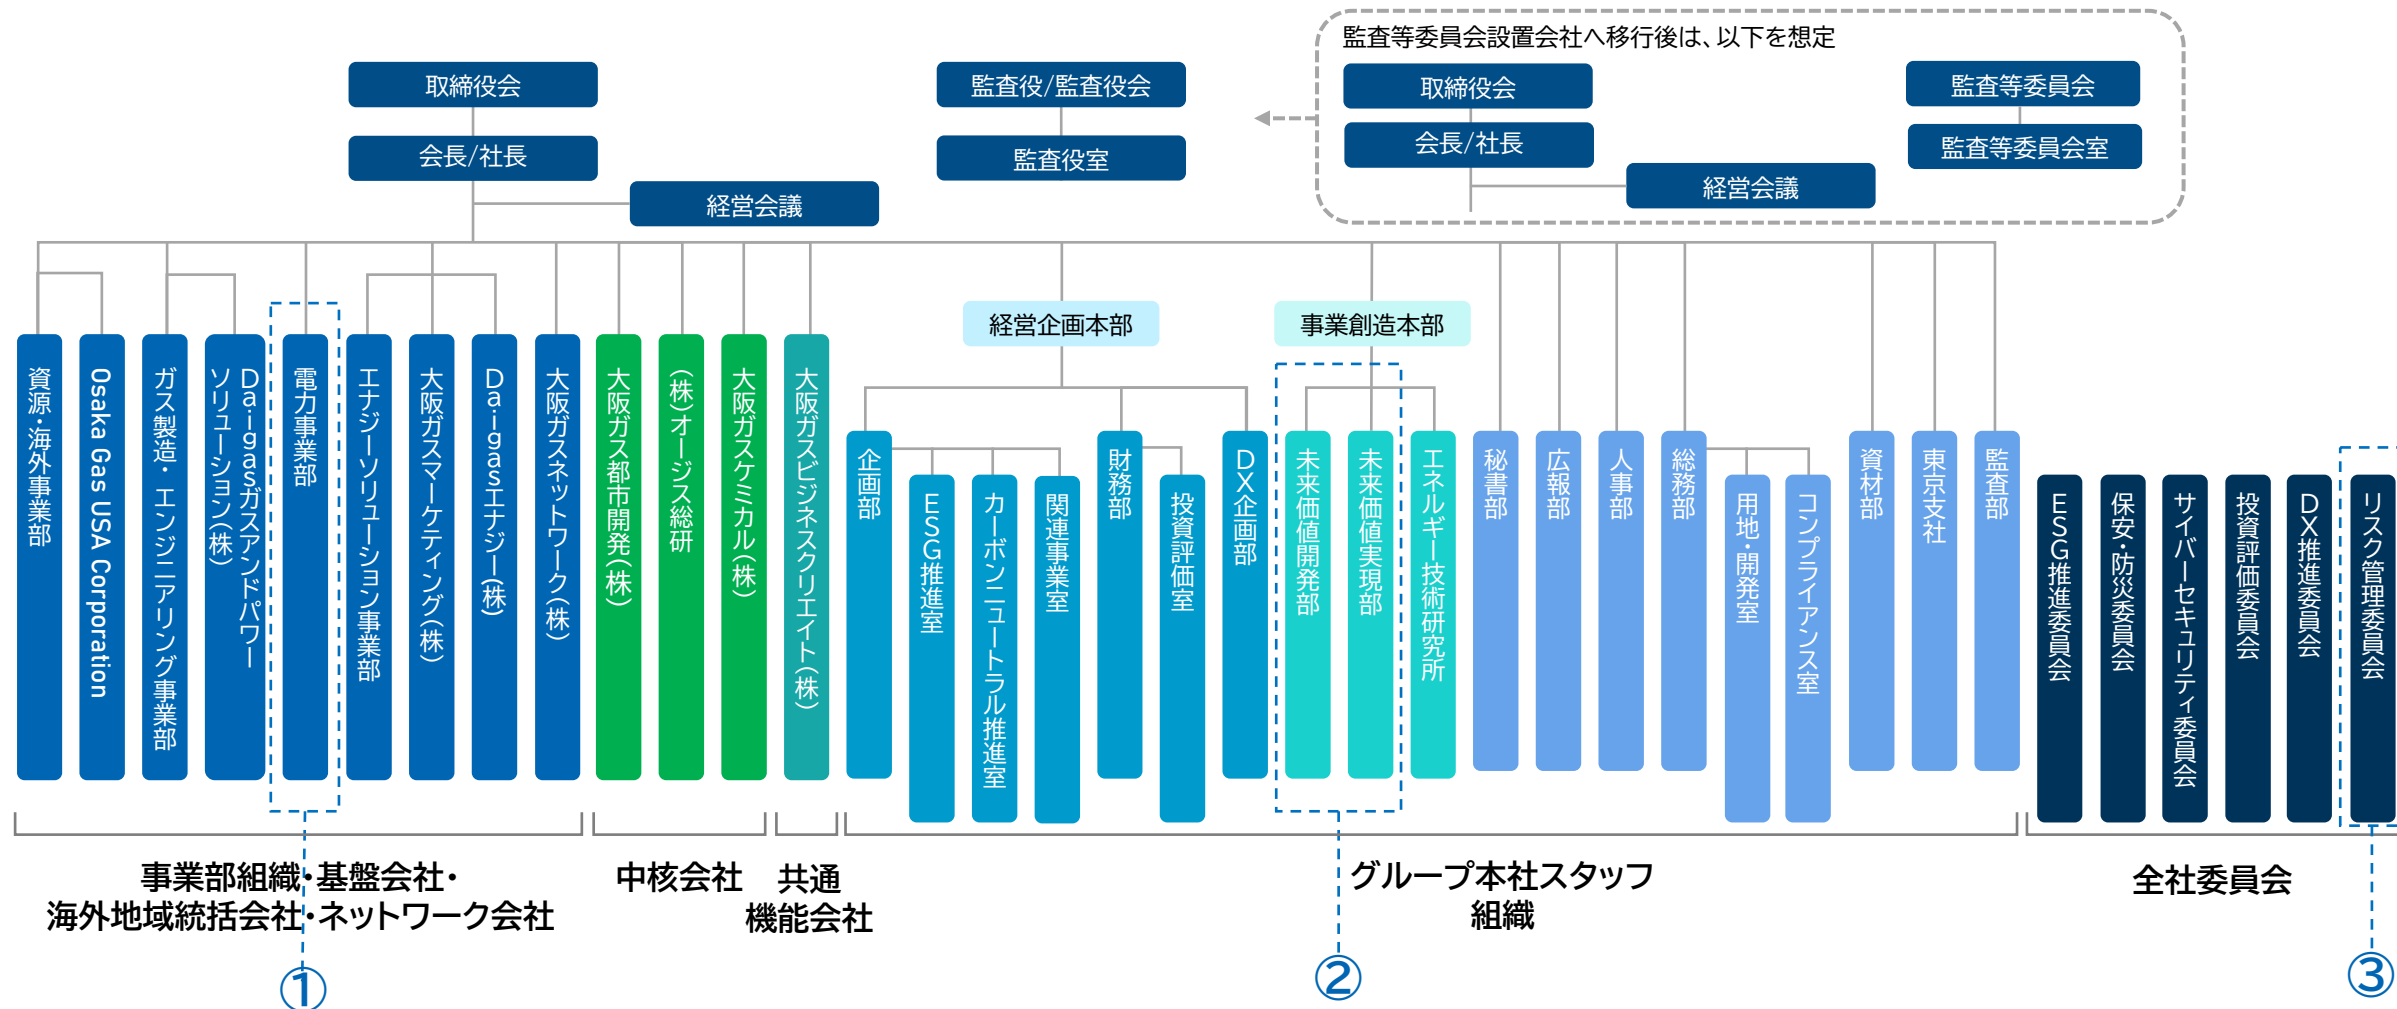 監査等委員会設置会社へ移行後は、以下を想定
取締役会
会長/社長
経営会議
監査役/監査役会
監査役室
取締役会
会長/社長
経営会議
監査等委員会
監査等委員会室
経営企画本部
事業創造本部
資源・海外事業部
Osaka Gas USA Corporation
ガス製造・エンジニアリング事業部
Daigasガスアンドパワー
ソリューション(株)
電力事業部
エナジーソリューション事業部
大阪ガスマーケティング(株)
Daigasエナジー(株)
大阪ガスネットワーク(株)
大阪ガス都市開発(株)
(株)オージス総研
大阪ガスケミカル(株)
大阪ガスビジネスクリエイト(株)
企画部
ESG推進室
カーボンニュートラル推進室
関連事業室
財務部
投資評価室
DX企画部
未来価値開発部
未来価値実現部
エネルギー技術研究所
秘書部
広報部
人事部
総務部
用地・開発室
コンプライアンス室
資材部
東京支社
監査部
ESG推進委員会
保安・防災委員会
サイバーセキュリティ委員会
投資評価委員会
DX推進委員会
リスク管理委員会
事業部組織・基盤会社・
海外地域統括会社・ネットワーク会社
中核会社
共通
機能会社
グループ本社スタッフ
組織
全社委員会
①
②
③